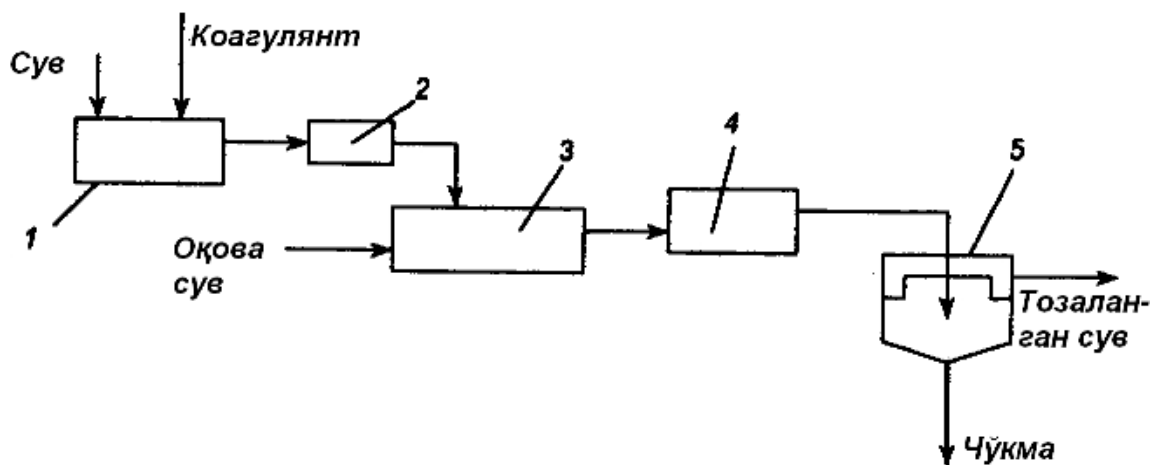 Коагулянт
Сув
2
4
3
5
1
Оқова
сув
Тозалан-
ган сув
Чўкма